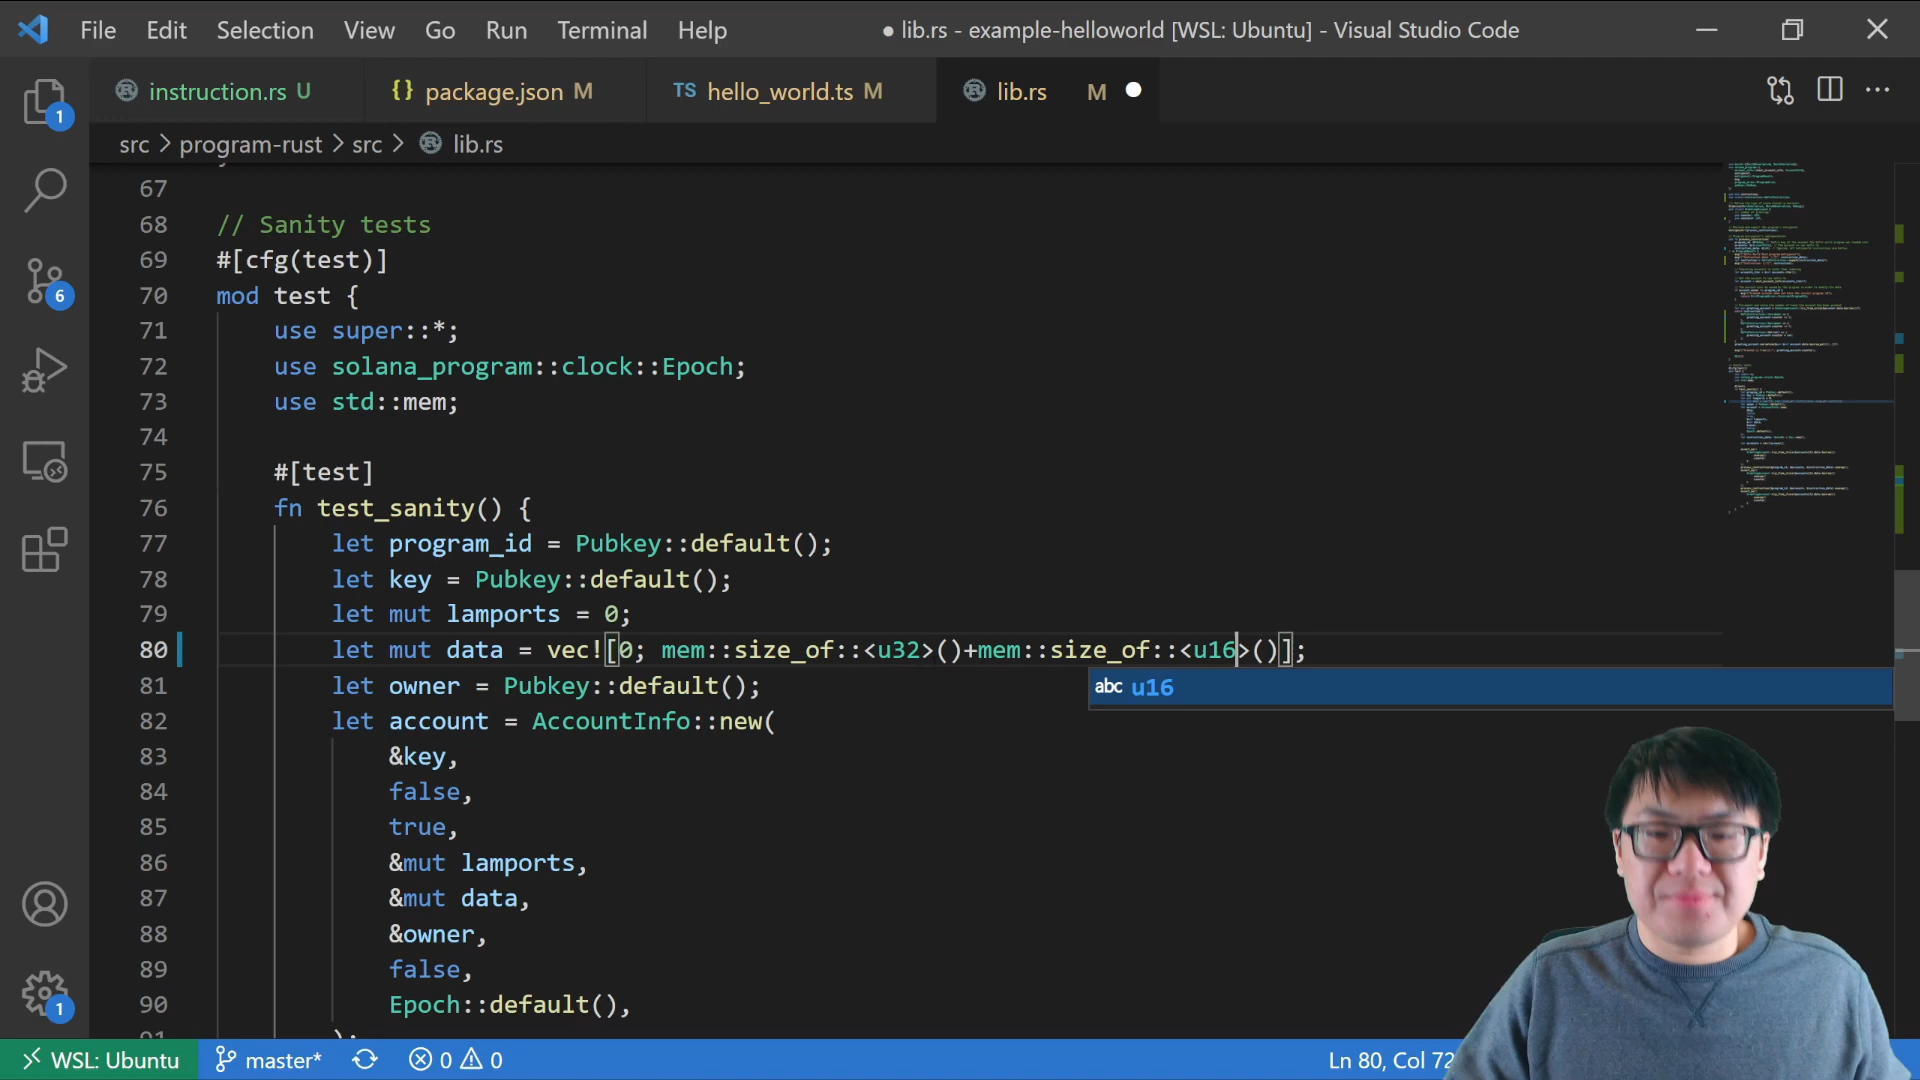 File Edit Selection View Go Run Terminal Help ● lib.rs - example-helloworld [WSL: Ubuntu] - Visual Studio Code
instruction.rs U {} package.json M TS hello_world.ts M lib.rs M
src > program-rust > src > lib.rs
67
68 // Sanity tests
69 #[cfg(test)]
70 mod test {
71 use super::*;
72 use solana_program::clock::Epoch;
73 use std::mem;
74
75 #[test]
76 fn test_sanity() {
77 let program_id = Pubkey::default();
78 let key = Pubkey::default();
79 let mut lamports = 0;
80 let mut data = vec![0; mem::size_of::<u32>()+mem::size_of::<u16>()];
abc u16
81 let owner = Pubkey::default();
82 let account = AccountInfo::new(
83 &key,
84 false,
85 true,
86 &mut lamports,
87 &mut data,
88 &owner,
89 false,
90 Epoch::default(),
1
6
1
WSL: Ubuntu master* 0 0 Ln 80, Col 72